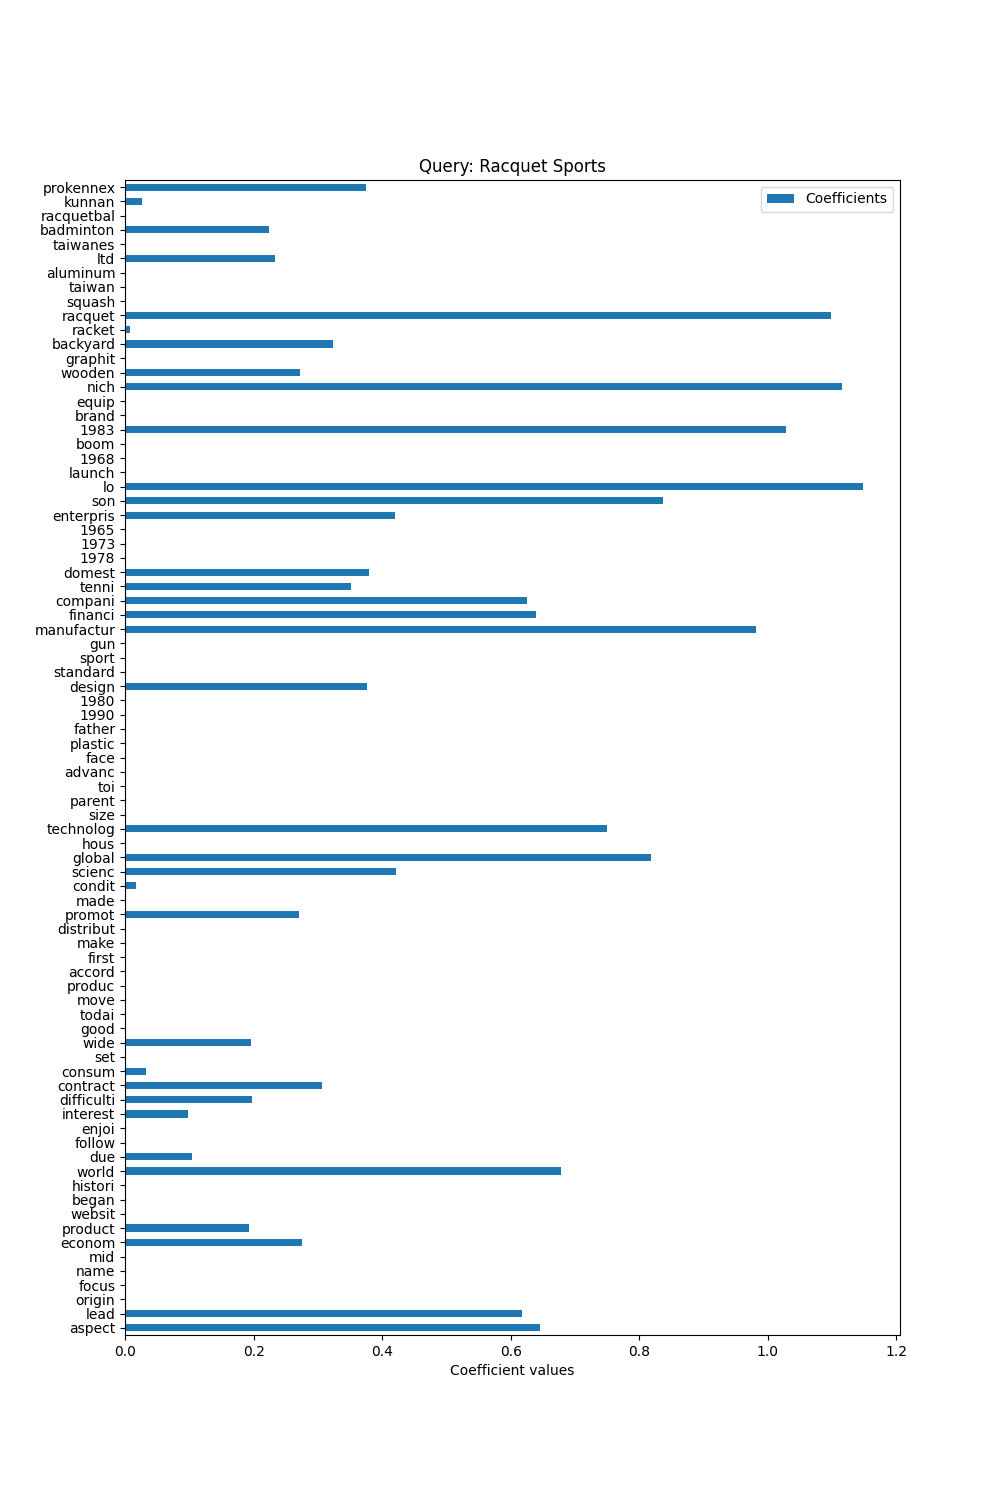 Query: Racquet Sports
Coefficients
prokennex
kunnan
racquetbal
badminton
taiwanes
ltd
aluminum
taiwan
squash
racquet
racket
backyard
graphit
wooden
nich
equip
brand
1983
boom
1968
launch
lo
son
enterpris
1965
1973
1978
domest
tenni
compani
financi
manufactur
gun
sport
standard
design
1980
1990
father
plastic
face
advanc
toi
parent
size
technolog
hous
global
scienc
condit
made
promot
distribut
make
first
accord
produc
move
todai
good
wide
set
consum
contract
difficulti
interest
enjoi
follow
due
world
histori
began
websit
product
econom
mid
name
focus
origin
lead
aspect
0.0 0.2 0.4 0.6 0.8 1.0 1.2
Coefficient values